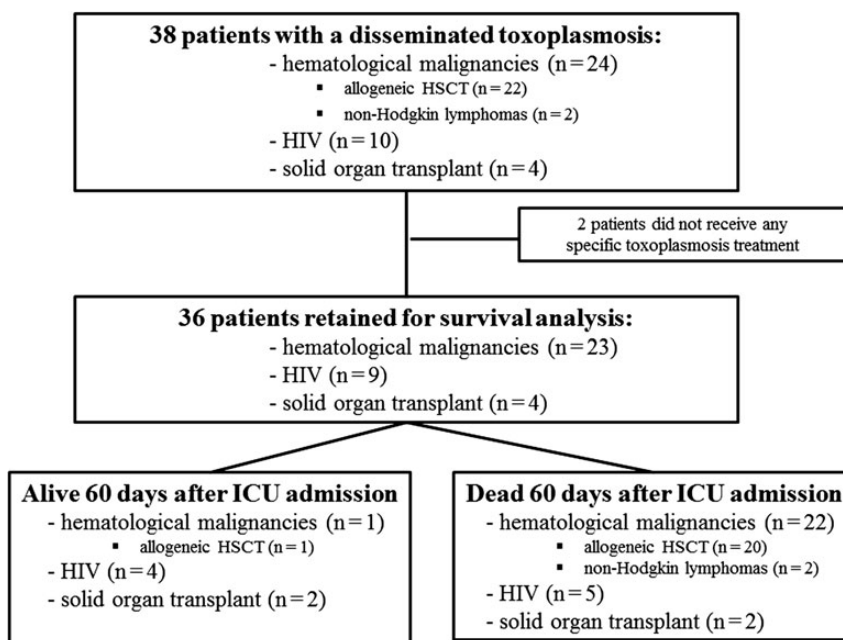 38 patients with a disseminated toxoplasmosis:
- hematological malignancies (n=24)
▪ allogeneic HSCT (n=22)
▪ non-Hodgkin lymphomas (n=2)
- HIV (n=10)
- solid organ transplant (n=4)
2 patients did not receive any
specific toxoplasmosis treatment
36 patients retained for survival analysis:
- hematological malignancies (n=23)
- HIV (n=9)
- solid organ transplant (n=4)
Alive 60 days after ICU admission
- hematological malignancies (n=1)
▪ allogeneic HSCT (n=1)
- HIV (n=4)
- solid organ transplant (n=2)
Dead 60 days after ICU admission
- hematological malignancies (n=22)
▪ allogeneic HSCT (n=20)
▪ non-Hodgkin lymphomas (n=2)
- HIV (n=5)
- solid organ transplant (n=2)